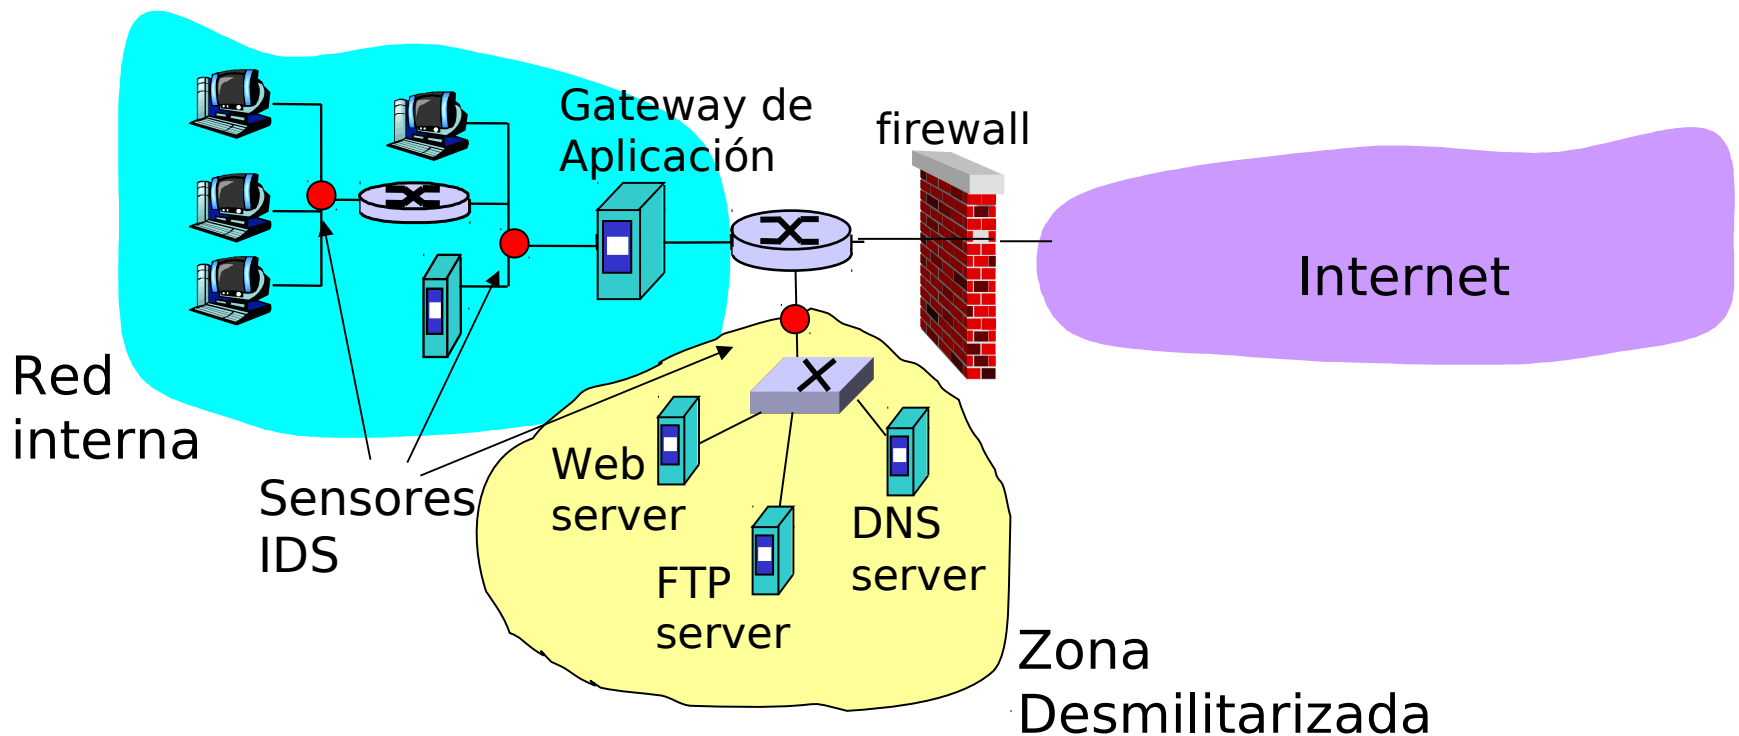 Gateway de
Aplicación
firewall
Internet
Red
interna
Sensores
IDS
Web
server
DNS
server
FTP
server
Zona
Desmilitarizada